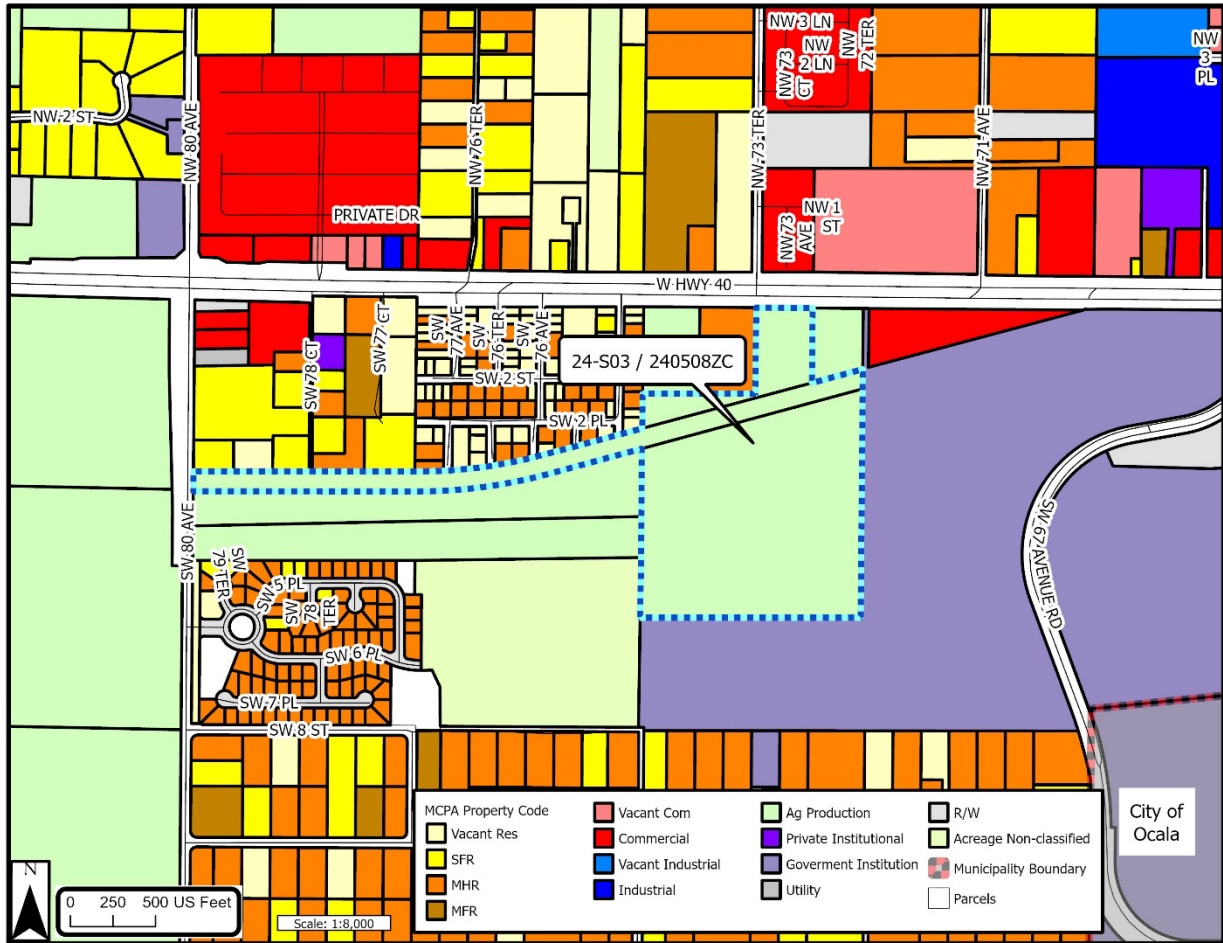 NW 3 LN
NW
2 LN
NW 73
CT
NW
72 TER
NW
3
PL
NW 2 ST
NW 80 AVE
NW 76 TER
NW 73 TER
NW 71 AVE
PRIVATE DR
NW 1
ST
NW 73
AVE
W HWY 40
SW 78 CT
SW 77 CT
SW
77 AVE
SW
76 TER
SW
76 AVE
24-S03 / 240508ZC
SW 2 ST
SW 2 PL
SW 80 AVE
SW
79 TER
SW 5 PL
SW
78
TER
SW 6 PL
SW 7 PL
SW 8 ST
SW 67 AVENUE RD
City of
Ocala
MCPA Property Code
Vacant Res
SFR
MHR
MFR
Vacant Com
Commercial
Vacant Industrial
Industrial
Ag Production
Private Institutional
Goverment Institution
Utility
R/W
Acreage Non-classified
Municipality Boundary
Parcels
N
0 250 500 US Feet
Scale: 1:8,000